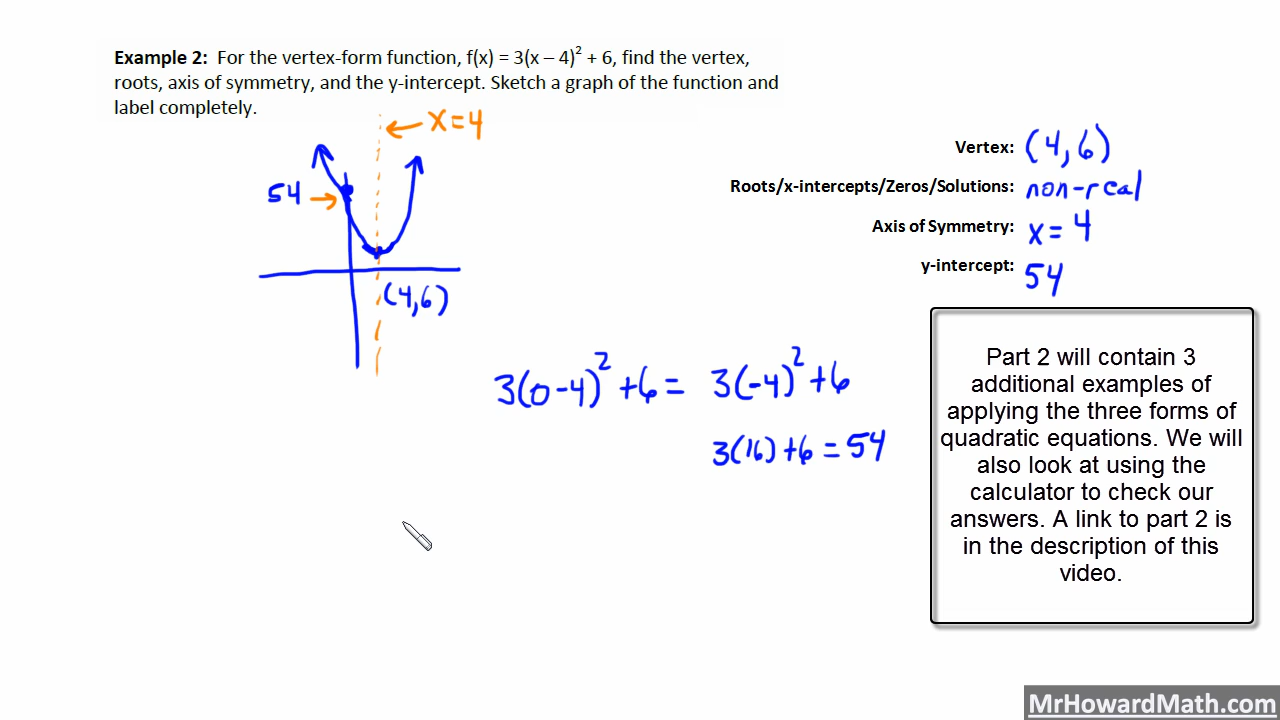 Example 2: For the vertex-form function, f(x) = 3(x – 4)² + 6, find the vertex,
roots, axis of symmetry, and the y-intercept. Sketch a graph of the function and
label completely.
x=4
54
(4,6)
Vertex: (4,6)
Roots/x-intercepts/Zeros/Solutions: non-real
Axis of Symmetry: x= 4
y-intercept: 54
3(0-4)² +6 = 3(-4)² +6
3(16) +6 = 54
Part 2 will contain 3
additional examples of
applying the three forms of
quadratic equations. We will
also look at using the
calculator to check our
answers. A link to part 2 is
in the description of this
video.
MrHowardMath.com